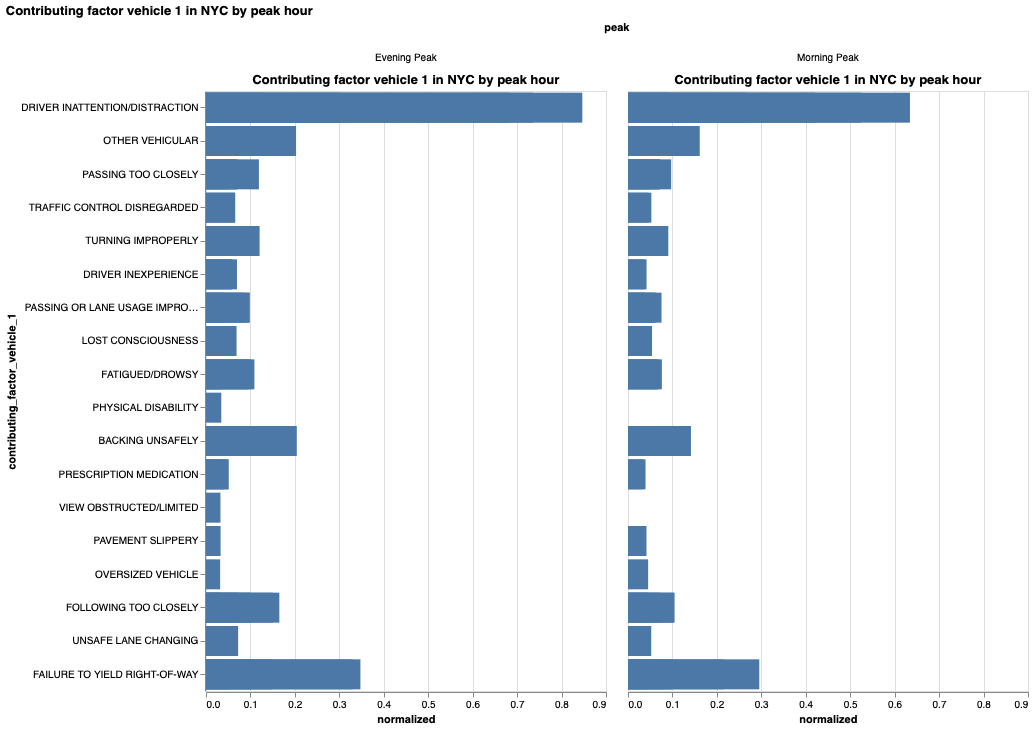 Contributing factor vehicle 1 in NYC by peak hour
peak
Evening Peak
Morning Peak
Contributing factor vehicle 1 in NYC by peak hour
Contributing factor vehicle 1 in NYC by peak hour
contributing_factor_vehicle_1
DRIVER INATTENTION/DISTRACTION
OTHER VEHICULAR
PASSING TOO CLOSELY
TRAFFIC CONTROL DISREGARDED
TURNING IMPROPERLY
DRIVER INEXPERIENCE
PASSING OR LANE USAGE IMPRO…
LOST CONSCIOUSNESS
FATIGUED/DROWSY
PHYSICAL DISABILITY
BACKING UNSAFELY
PRESCRIPTION MEDICATION
VIEW OBSTRUCTED/LIMITED
PAVEMENT SLIPPERY
OVERSIZED VEHICLE
FOLLOWING TOO CLOSELY
UNSAFE LANE CHANGING
FAILURE TO YIELD RIGHT-OF-WAY
0.0 0.1 0.2 0.3 0.4 0.5 0.6 0.7 0.8 0.9
normalized
0.0 0.1 0.2 0.3 0.4 0.5 0.6 0.7 0.8 0.9
normalized